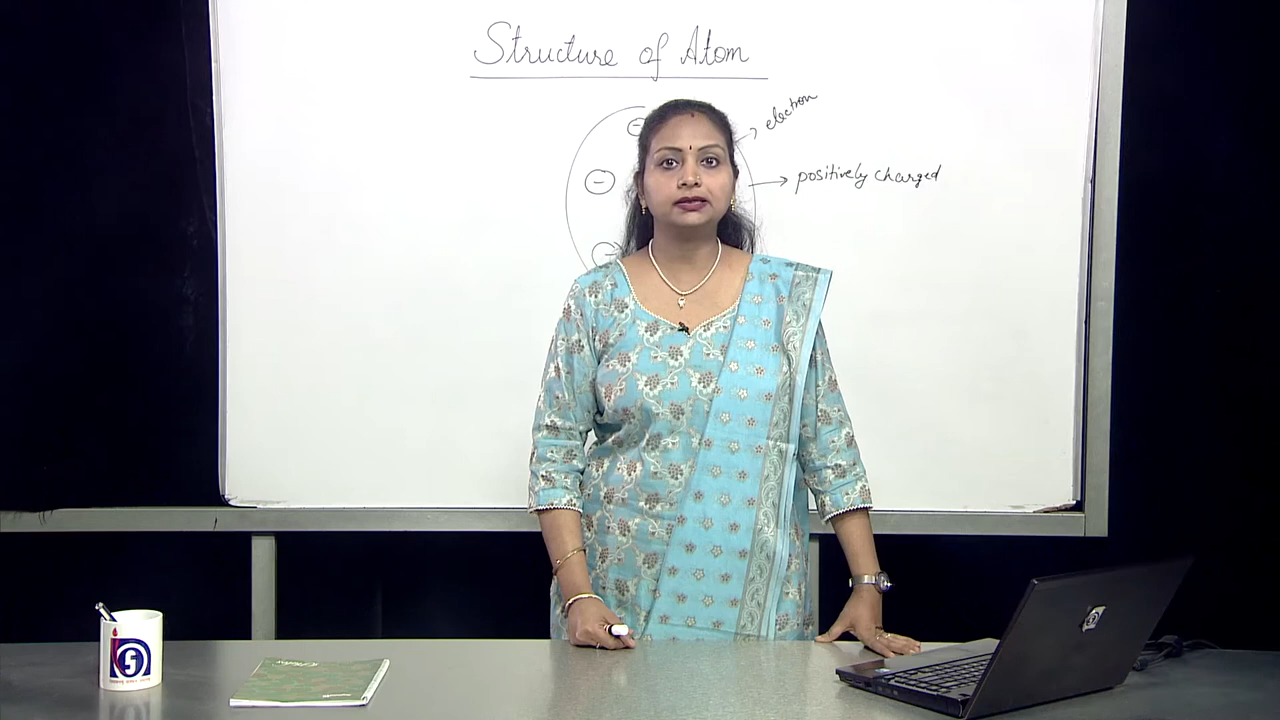 Structure of Atom
electron
positively charged
S